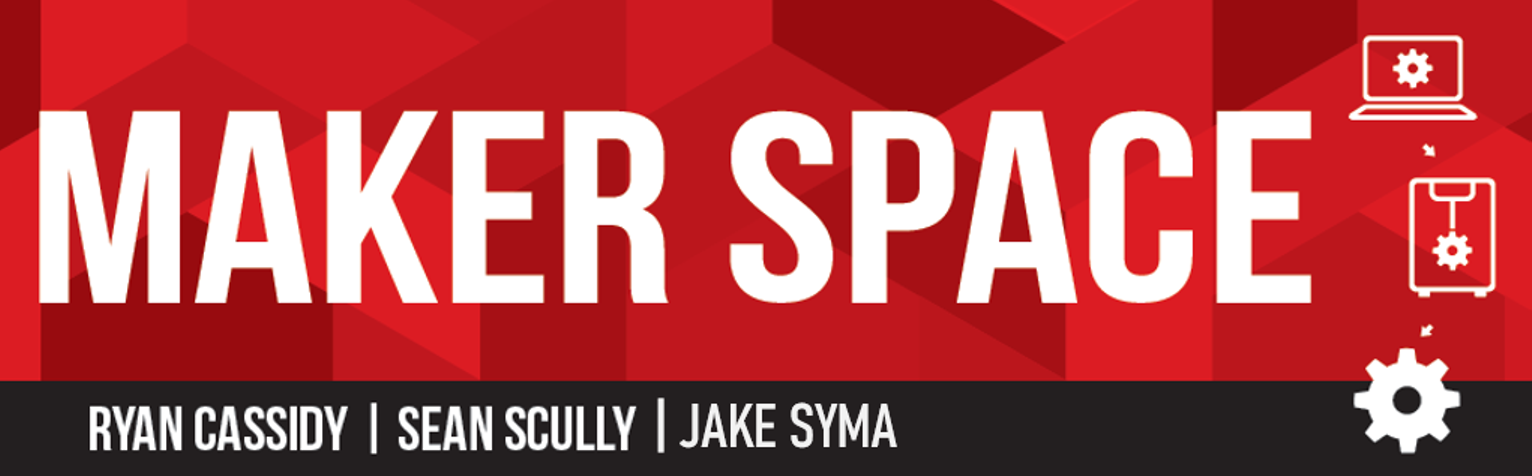 MAKER SPACE
RYAN CASSIDY | SEAN SCULLY | JAKE SYMA